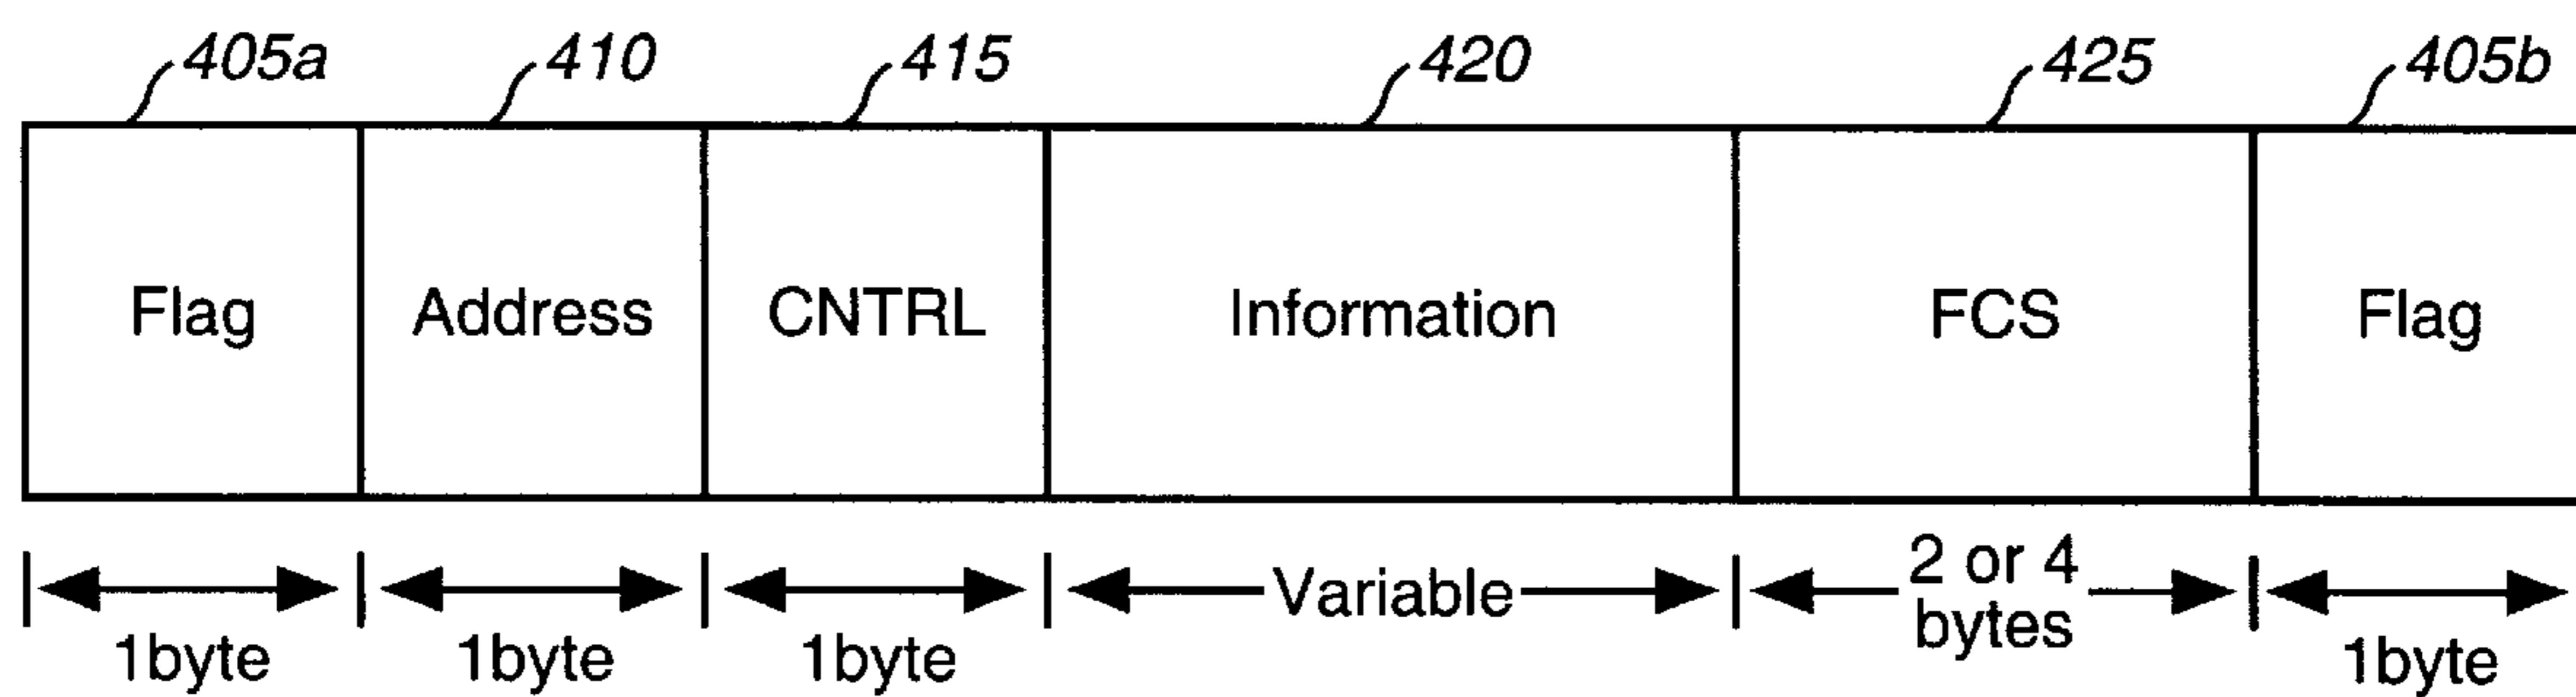 405a 410 415 420 425 405b
Flag Address CNTRL Information FCS Flag
1byte 1byte 1byte Variable 2 or 4 bytes 1byte